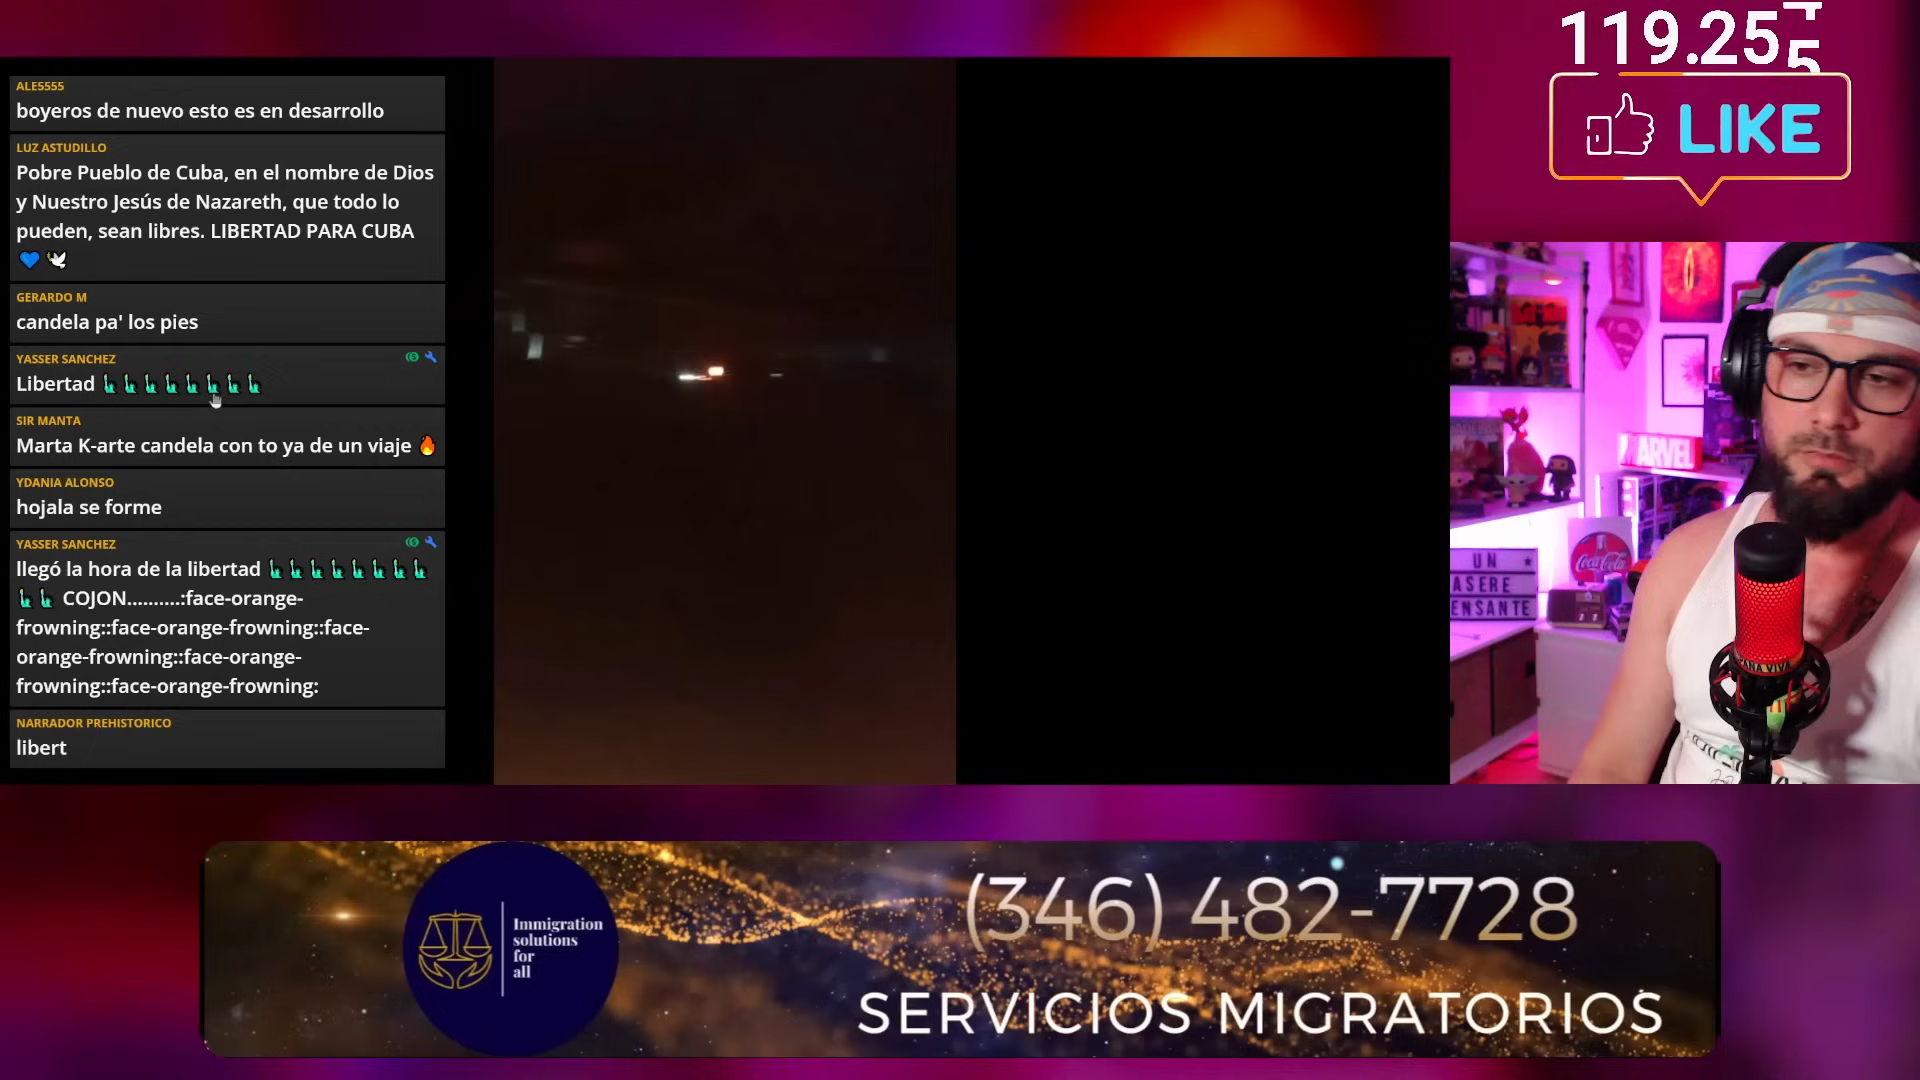 ALE5555
boyeros de nuevo esto es en desarrollo
LUZ ASTUDILLO
Pobre Pueblo de Cuba, en el nombre de Dios
y Nuestro Jesús de Nazareth, que todo lo
pueden, sean libres. LIBERTAD PARA CUBA
💙 🕊
GERARDO M
candela pa' los pies
YASSER SANCHEZ
Libertad 🗽🗽🗽🗽🗽🗽🗽🗽
SIR MANTA
Marta K-arte candela con to ya de un viaje 🔥
YDANIA ALONSO
hojala se forme
YASSER SANCHEZ
llegó la hora de la libertad 🗽🗽🗽🗽🗽🗽🗽🗽
🗽🗽 COJON..........:face-orange-
frowning::face-orange-frowning::face-
orange-frowning::face-orange-
frowning::face-orange-frowning:
NARRADOR PREHISTORICO
libert
LIKE
MARVEL
Coca-Cola
UN
ASERE
ENSANTE
Immigration
solutions
for
all
(346) 482-7728
SERVICIOS MIGRATORIOS